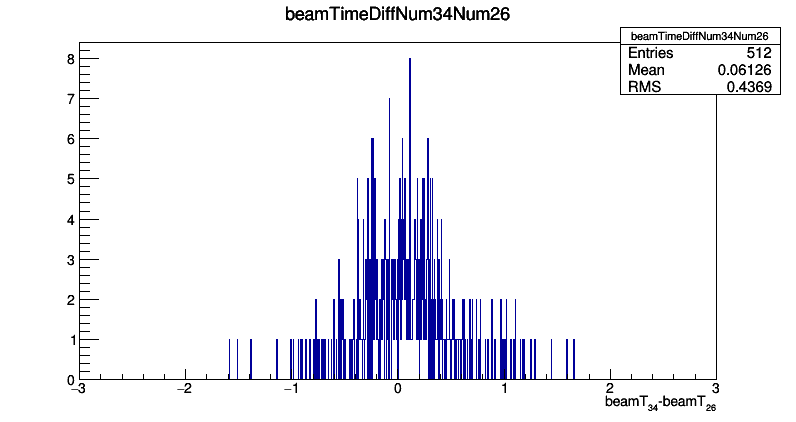 beamTimeDiffNum34Num26
beamTimeDiffNum34Num26
Entries 512
Mean 0.06126
RMS 0.4369
8
7
6
5
4
3
2
1
0
−3 −2 −1 0 1 2 3
beamT34-beamT26